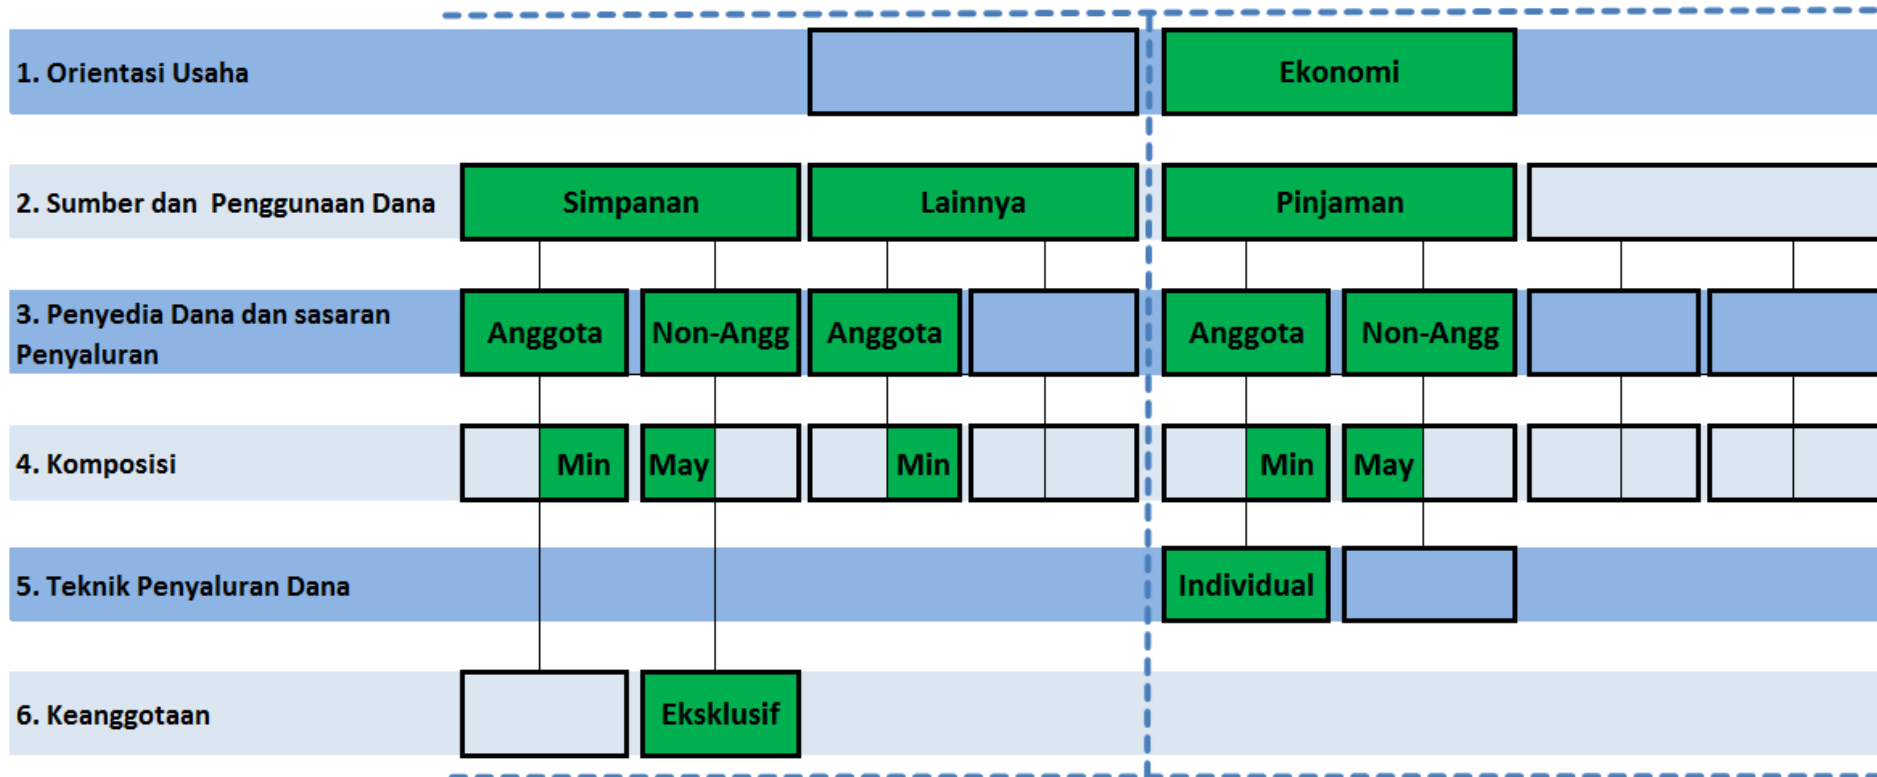 1. Orientasi Usaha
Ekonomi
2. Sumber dan Penggunaan Dana
Simpanan
Lainnya
Pinjaman
3. Penyedia Dana dan sasaran
Penyaluran
Anggota
Non-Angg
Anggota
Anggota
Non-Angg
4. Komposisi
Min
May
Min
Min
May
5. Teknik Penyaluran Dana
Individual
6. Keanggotaan
Eksklusif